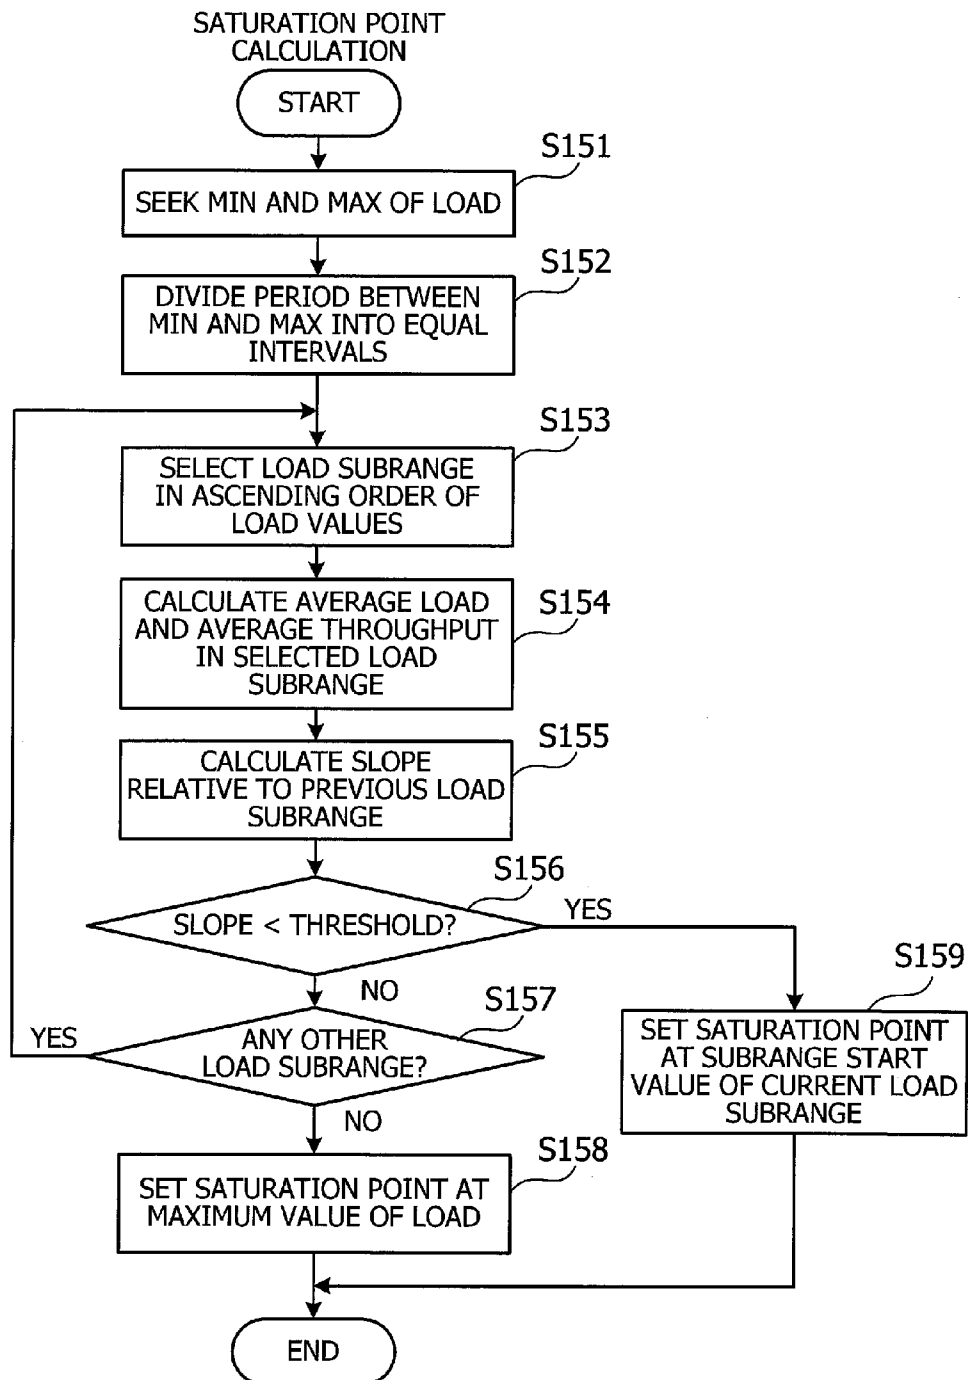 SATURATION POINT
CALCULATION
START
S151
SEEK MIN AND MAX OF LOAD
S152
DIVIDE PERIOD BETWEEN
MIN AND MAX INTO EQUAL
INTERVALS
S153
SELECT LOAD SUBRANGE
IN ASCENDING ORDER OF
LOAD VALUES
S154
CALCULATE AVERAGE LOAD
AND AVERAGE THROUGHPUT
IN SELECTED LOAD
SUBRANGE
S155
CALCULATE SLOPE
RELATIVE TO PREVIOUS LOAD
SUBRANGE
S156
SLOPE < THRESHOLD?
YES
NO
S157
ANY OTHER
LOAD SUBRANGE?
YES
NO
S159
SET SATURATION POINT
AT SUBRANGE START
VALUE OF CURRENT LOAD
SUBRANGE
S158
SET SATURATION POINT AT
MAXIMUM VALUE OF LOAD
END